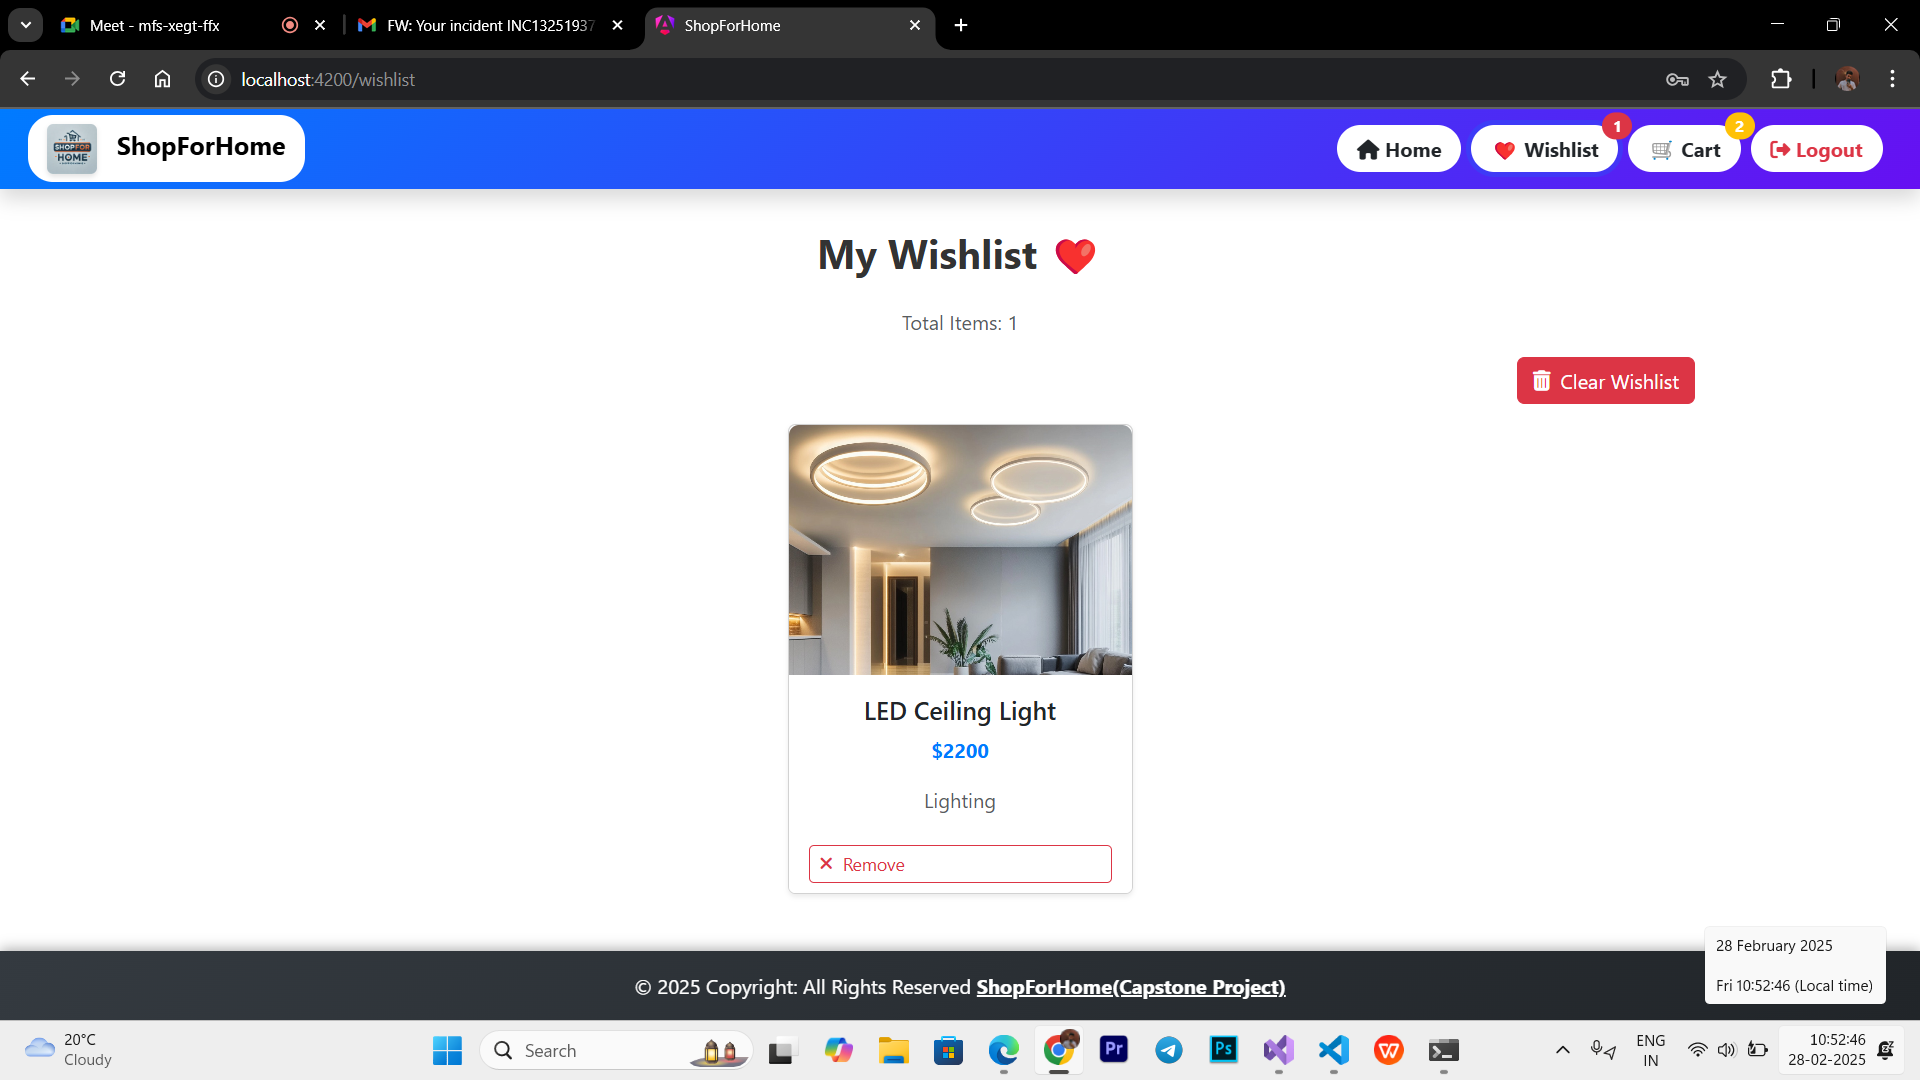 Meet - mfs-xegt-ffx
FW: Your incident INC13251937
ShopForHome
localhost:4200/wishlist
SHOPFOR
HOME
ShopForHome
Home
Wishlist
1
Cart
2
Logout
My Wishlist
Total Items: 1
Clear Wishlist
LED Ceiling Light
$2200
Lighting
Remove
© 2025 Copyright: All Rights Reserved ShopForHome(Capstone Project)
28 February 2025
Fri 10:52:46 (Local time)
20°C
Cloudy
Search
Pr
Ps
ENG
IN
10:52:46
28-02-2025